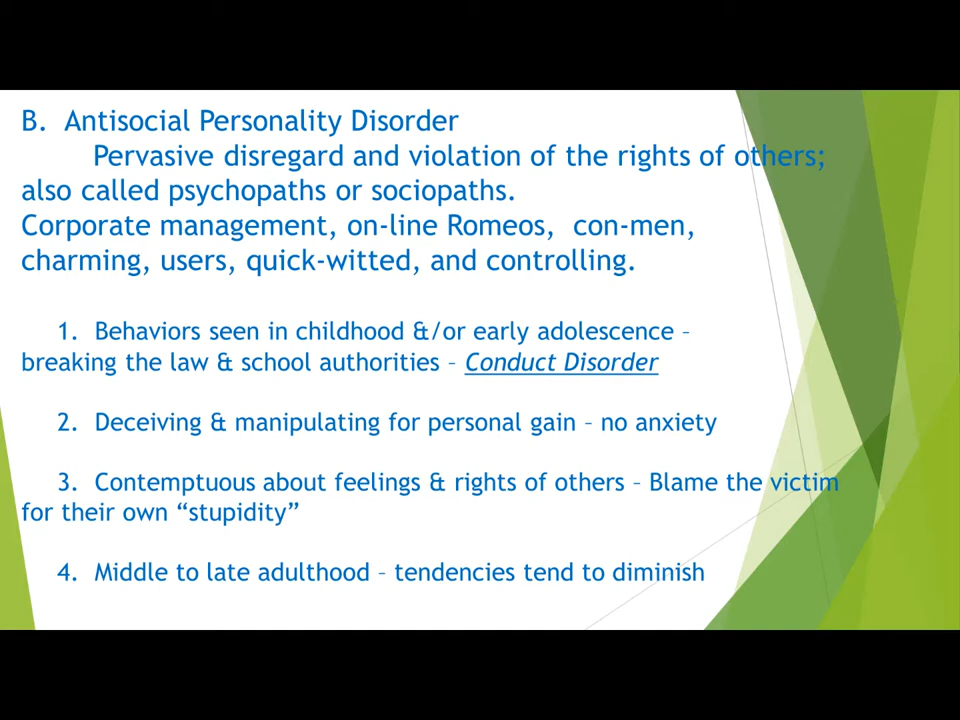 B. Antisocial Personality Disorder
Pervasive disregard and violation of the rights of others;
also called psychopaths or sociopaths.
Corporate management, on-line Romeos, con-men,
charming, users, quick-witted, and controlling.
1. Behaviors seen in childhood &/or early adolescence –
breaking the law & school authorities – Conduct Disorder
2. Deceiving & manipulating for personal gain – no anxiety
3. Contemptuous about feelings & rights of others – Blame the victim
for their own “stupidity”
4. Middle to late adulthood – tendencies tend to diminish